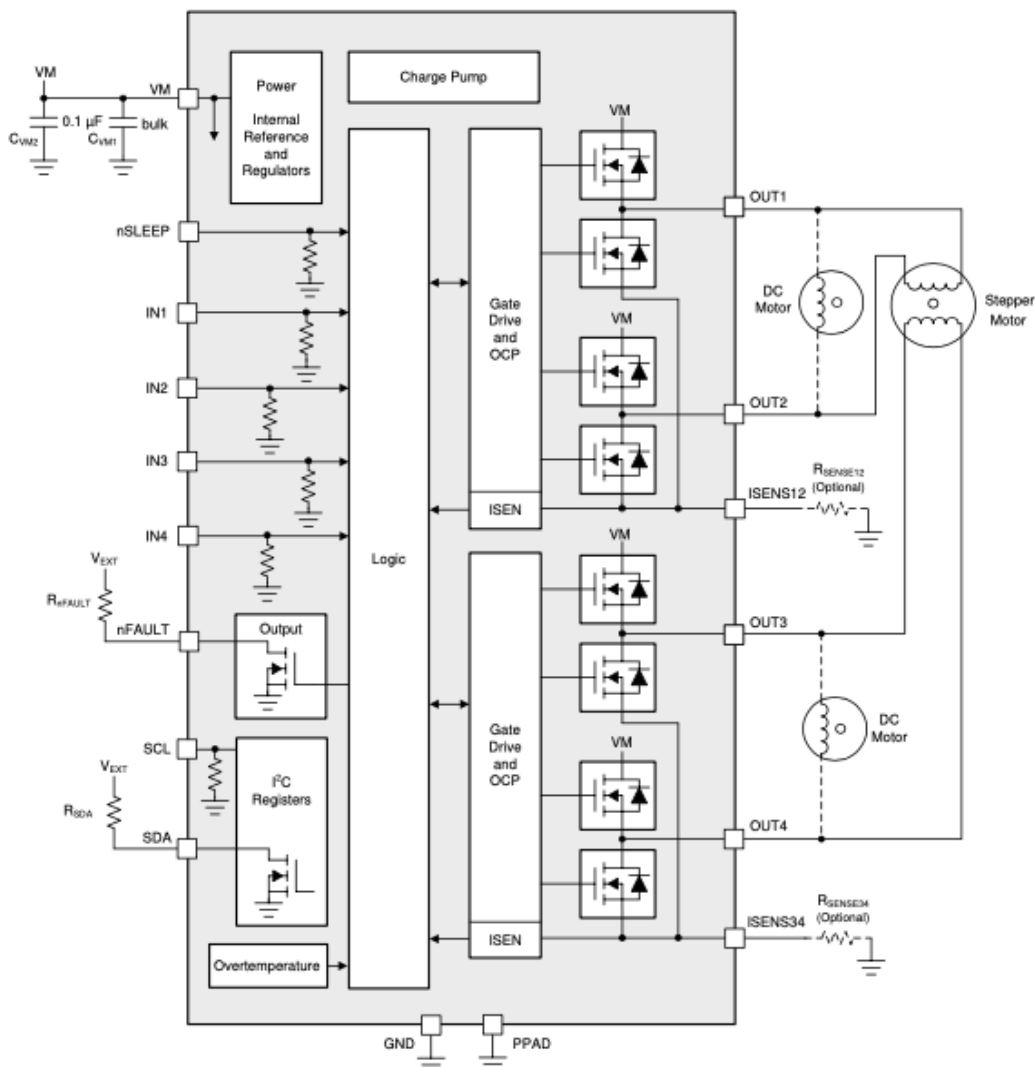 VM
VM
0.1 µF
bulk
CVM2
CVM1
Power
Internal
Reference
and
Regulators
Charge Pump
nSLEEP
IN1
IN2
IN3
IN4
VEXT
RnFAULT
nFAULT
Output
SCL
VEXT
RSDA
SDA
I²C
Registers
Overtemperature
Logic
Gate
Drive
and
OCP
ISEN
Gate
Drive
and
OCP
ISEN
VM
VM
VM
VM
OUT1
DC
Motor
Stepper
Motor
OUT2
ISENS12
RSENSE12
(Optional)
OUT3
DC
Motor
OUT4
ISENS34
RSENSE34
(Optional)
GND
PPAD